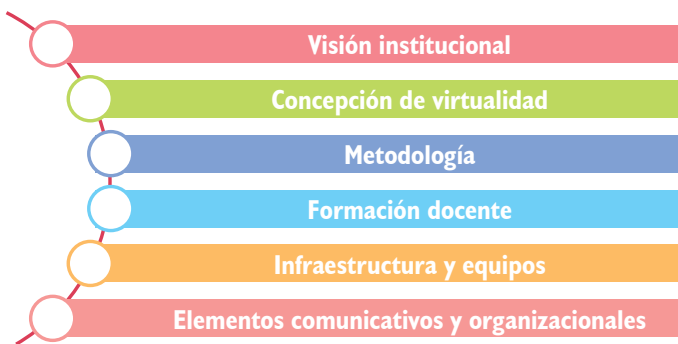 Visión institucional
Concepción de virtualidad
Metodología
Formación docente
Infraestructura y equipos
Elementos comunicativos y organizacionales